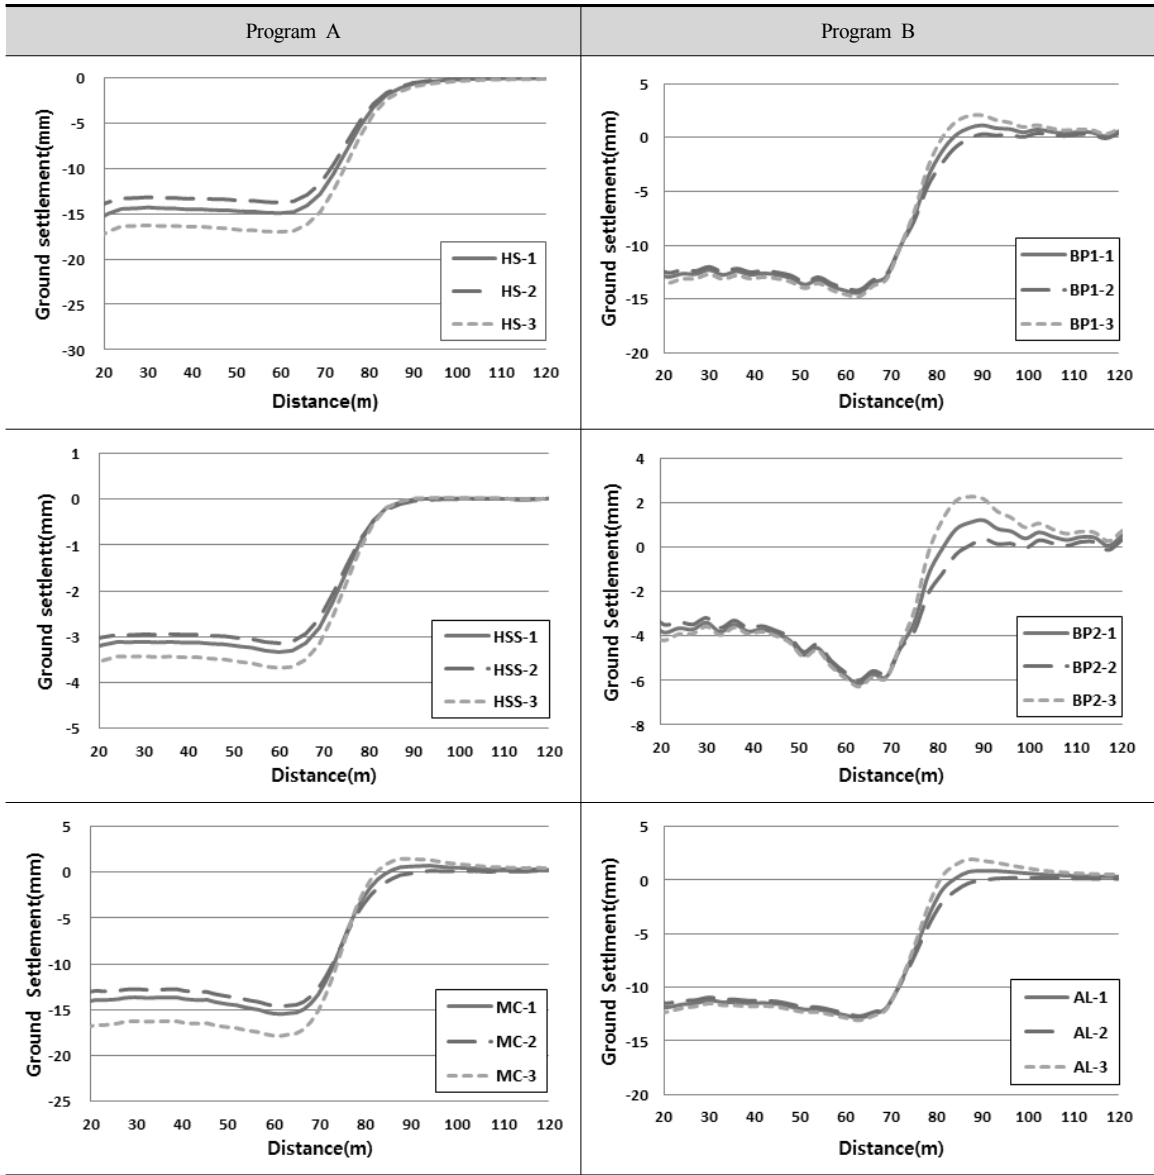 Program A
Program B
Ground settlement(mm)
0
-5
-10
-15
-20
-25
-30
20 30 40 50 60 70 80 90 100 110 120
Distance(m)
HS-1
HS-2
HS-3
Ground settlement(mm)
5
0
-5
-10
-15
-20
20 30 40 50 60 70 80 90 100 110 120
Distance(m)
BP1-1
BP1-2
BP1-3
Ground settlentt(mm)
1
0
-1
-2
-3
-4
-5
20 30 40 50 60 70 80 90 100 110 120
Distance(m)
HSS-1
HSS-2
HSS-3
Ground Settlement(mm)
4
2
0
-2
-4
-6
-8
20 30 40 50 60 70 80 90 100 110 120
Distance(m)
BP2-1
BP2-2
BP2-3
Ground Settlement(mm)
5
0
-5
-10
-15
-20
-25
20 30 40 50 60 70 80 90 100 110 120
Distance(m)
MC-1
MC-2
MC-3
Ground Settlment(mm)
5
0
-5
-10
-15
-20
20 30 40 50 60 70 80 90 100 110 120
Distance(m)
AL-1
AL-2
AL-3